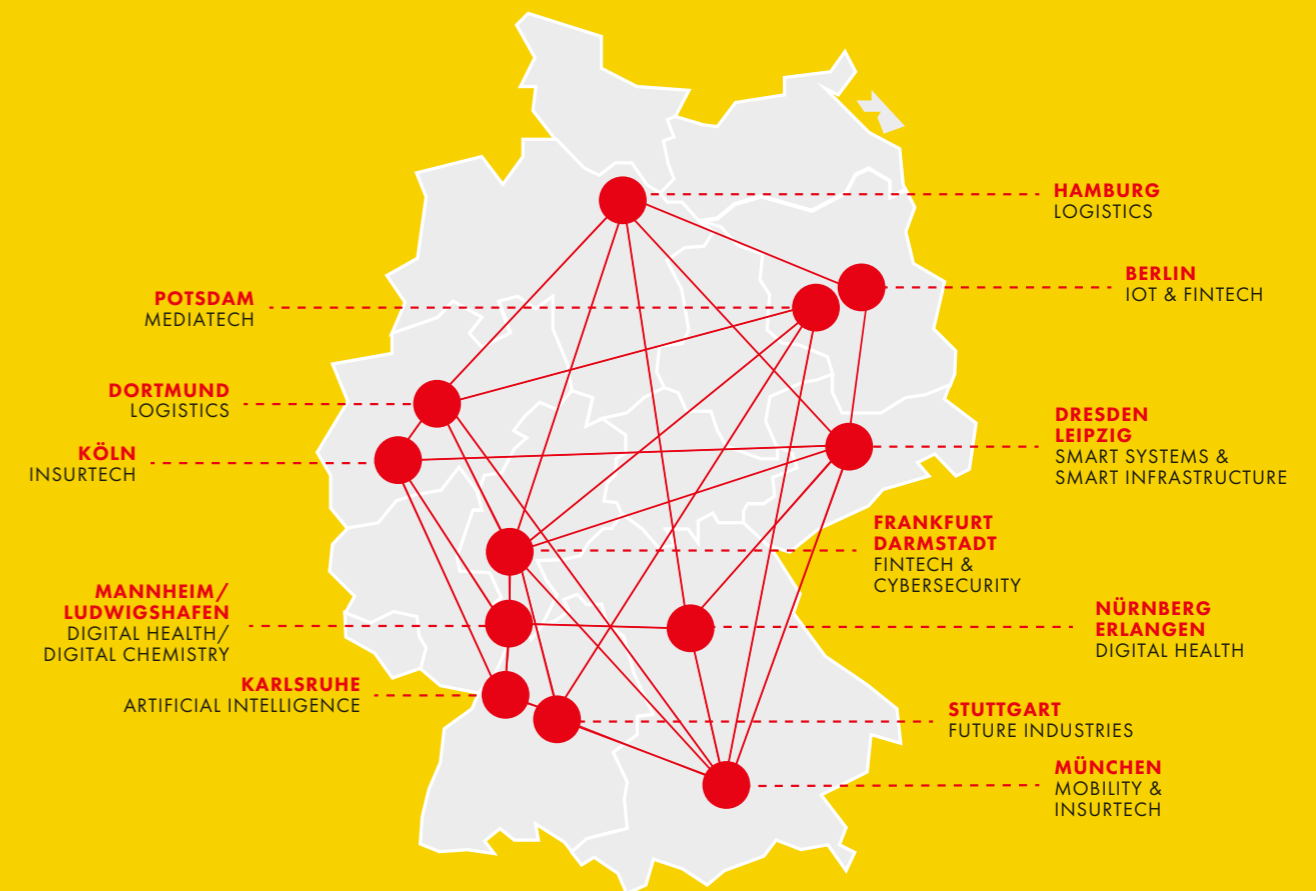 HAMBURG
LOGISTICS
BERLIN
IOT & FINTECH
POTSDAM
MEDIATECH
DORTMUND
LOGISTICS
KÖLN
INSURTECH
DRESDEN
LEIPZIG
SMART SYSTEMS &
SMART INFRASTRUCTURE
FRANKFURT
DARMSTADT
FINTECH &
CYBERSECURITY
MANNHEIM/
LUDWIGSHAFEN
DIGITAL HEALTH/
DIGITAL CHEMISTRY
NÜRNBERG
ERLANGEN
DIGITAL HEALTH
KARLSRUHE
ARTIFICIAL INTELLIGENCE
STUTTGART
FUTURE INDUSTRIES
MÜNCHEN
MOBILITY &
INSURTECH